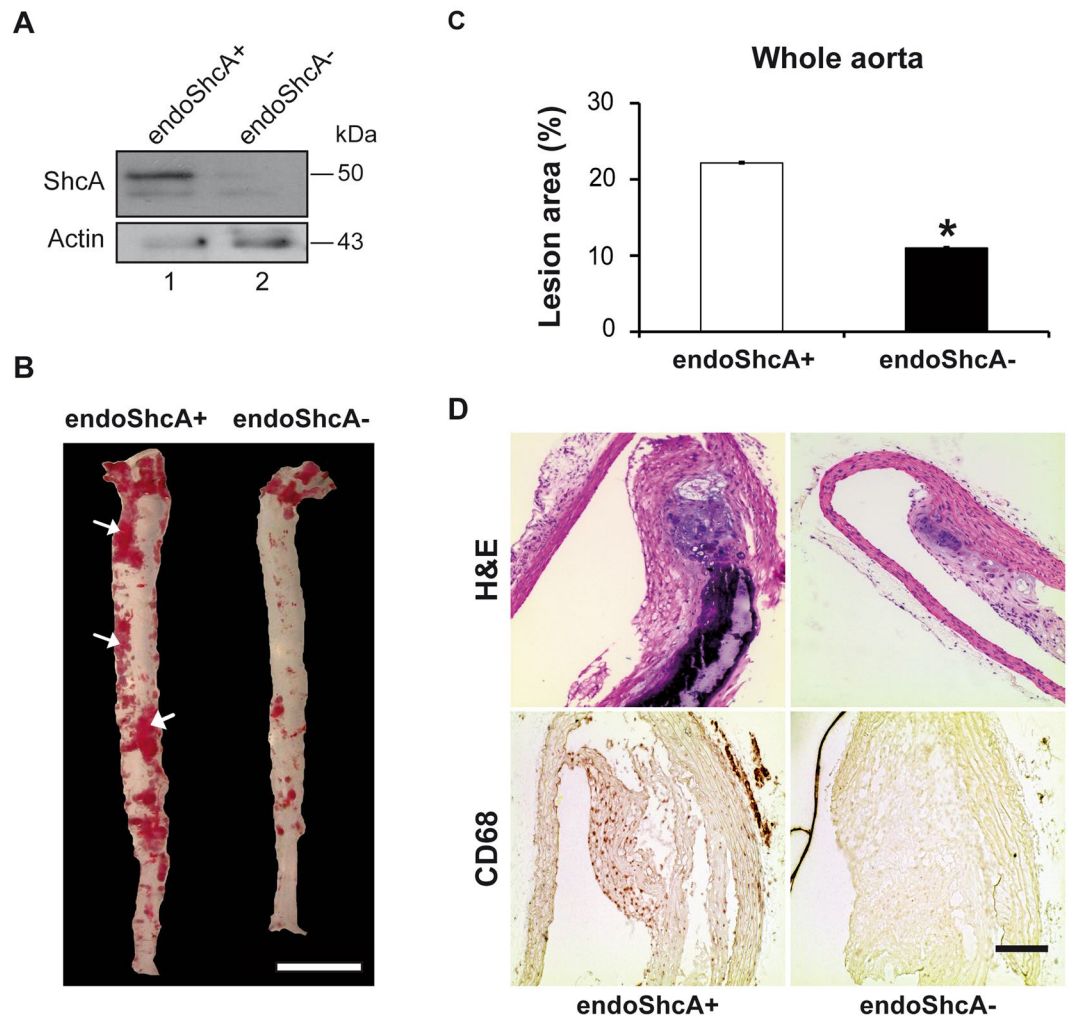 A
endoShcA+
endoShcA-
kDa
ShcA
50
Actin
43
1 2
B
endoShcA+ endoShcA-
C
Whole aorta
Lesion area (%)
30
20
10
0
*
endoShcA+ endoShcA-
D
H&E
CD68
endoShcA+ endoShcA-